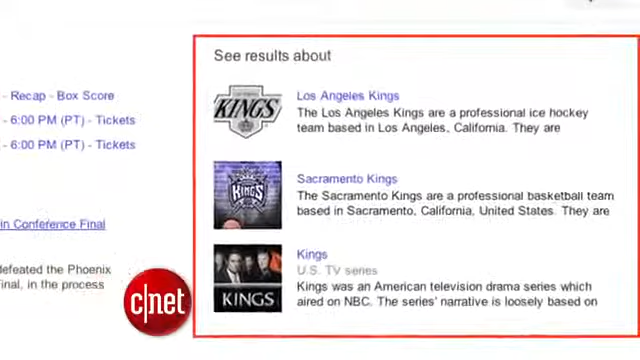 See results about
- Recap - Box Score
- 6:00 PM (PT) - Tickets
- 6:00 PM (PT) - Tickets
in Conference Final
defeated the Phoenix
inal, in the process
KINGS
Los Angeles Kings
The Los Angeles Kings are a professional ice hockey
team based in Los Angeles, California. They are
KINGS
Sacramento Kings
The Sacramento Kings are a professional basketball team
based in Sacramento, California, United States. They are
KINGS
Kings
U.S. TV series
Kings was an American television drama series which
aired on NBC. The series' narrative is loosely based on
c|net